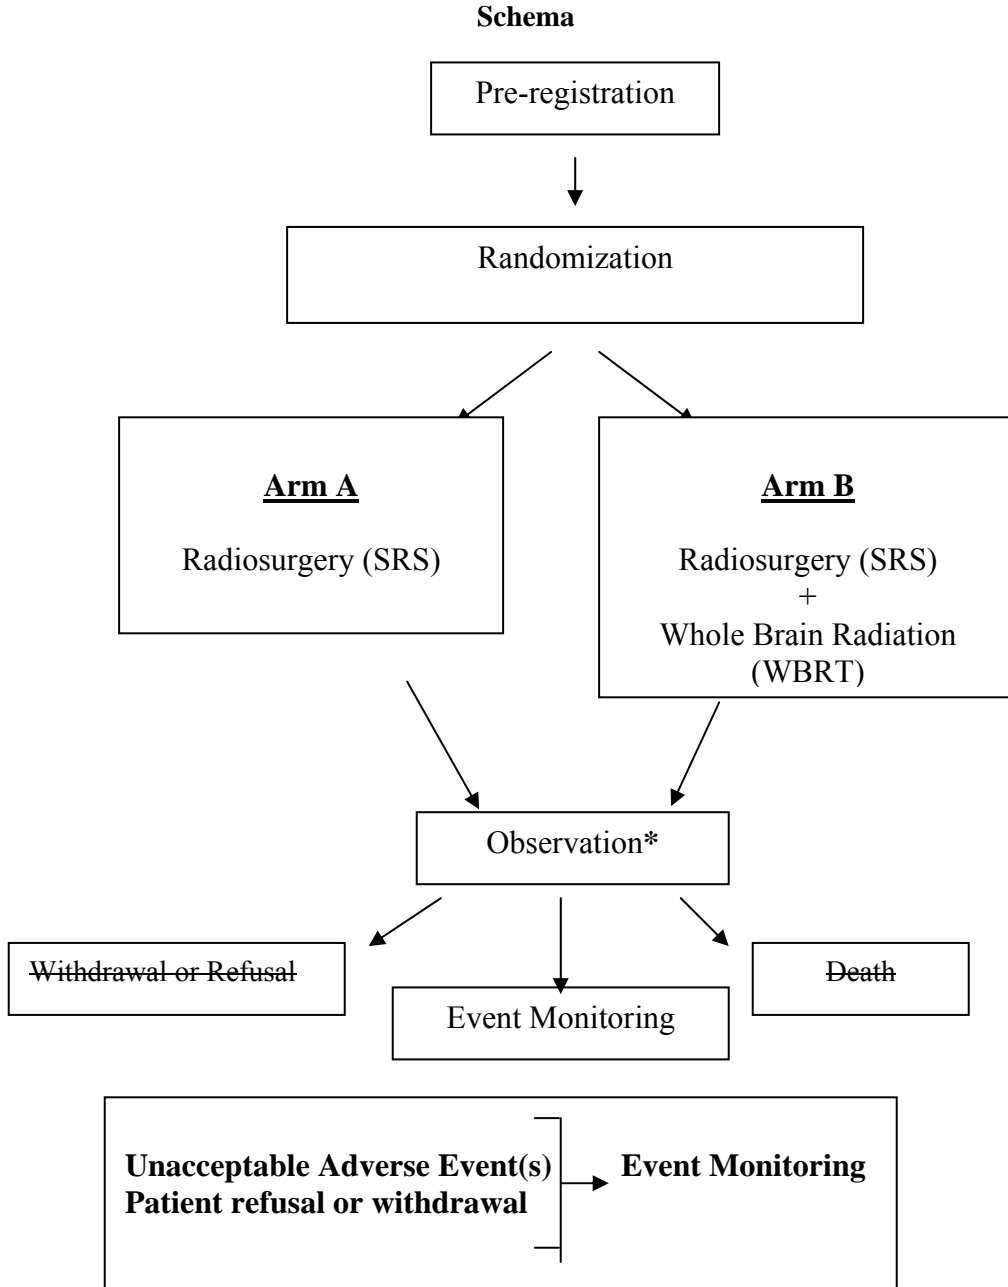 Schema
Pre-registration
Randomization
Arm A
Radiosurgery (SRS)
Arm B
Radiosurgery (SRS)
+
Whole Brain Radiation
(WBRT)
Observation*
Withdrawal or Refusal
Event Monitoring
Death
Unacceptable Adverse Event(s)
Patient refusal or withdrawal
Event Monitoring